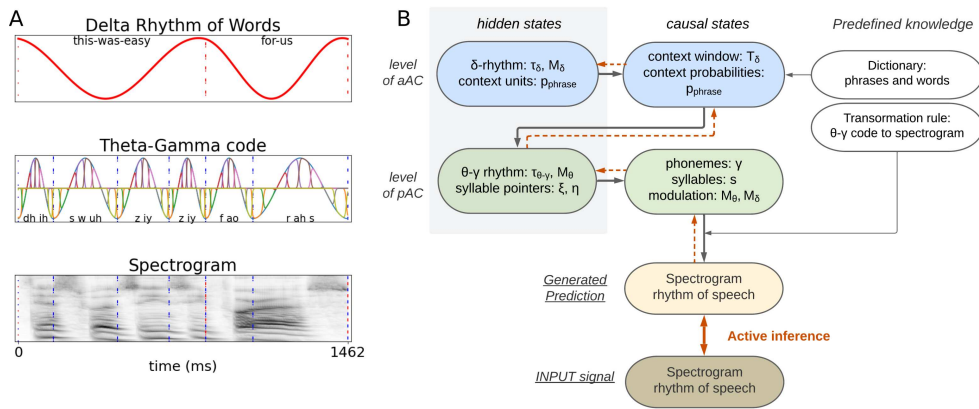 A
Delta Rhythm of Words
this-was-easy
for-us
Theta-Gamma code
dh ih
s w uh
z iy
z iy
f ao
r ah s
Spectrogram
0
1462
time (ms)
B
hidden states
causal states
Predefined knowledge
level
of aAC
δ-rhythm: τδ, Mδ
context units: pphrase
context window: Tδ
context probabilities:
pphrase
Dictionary:
phrases and words
Transormation rule:
θ-γ code to spectrogram
level
of pAC
θ-γ rhythm: τθ-γ, Mθ
syllable pointers: ξ, η
phonemes: γ
syllables: s
modulation: Mθ, Mδ
Generated
Prediction
Spectrogram
rhythm of speech
Active inference
INPUT signal
Spectrogram
rhythm of speech